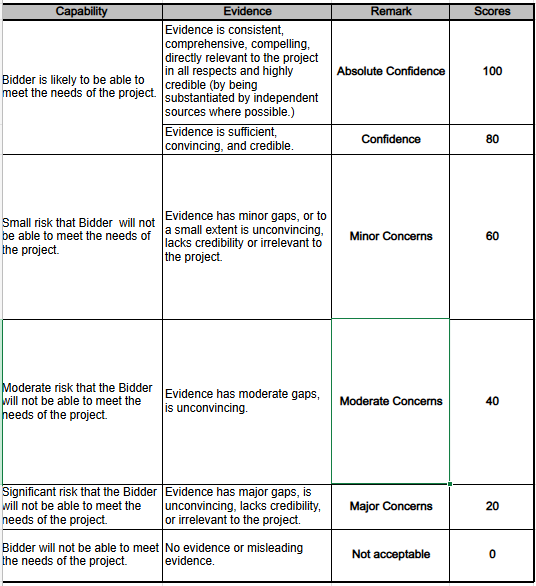 Capability Evidence Remark Scores
Bidder is likely to be able to
meet the needs of the project.
Evidence is consistent,
comprehensive, compelling,
directly relevant to the project
in all respects and highly
credible (by being
substantiated by independent
sources where possible.)
Absolute Confidence
100
Evidence is sufficient,
convincing, and credible.
Confidence
80
Small risk that Bidder will not
be able to meet the needs of
the project.
Evidence has minor gaps, or to
a small extent is unconvincing,
lacks credibility or irrelevant to
the project.
Minor Concerns
60
Moderate risk that the Bidder
will not be able to meet the
needs of the project.
Evidence has moderate gaps,
is unconvincing.
Moderate Concerns
40
Significant risk that the Bidder
will not be able to meet the
needs of the project.
Evidence has major gaps, is
unconvincing, lacks credibility,
or irrelevant to the project.
Major Concerns
20
Bidder will not be able to meet
the needs of the project.
No evidence or misleading
evidence.
Not acceptable
0